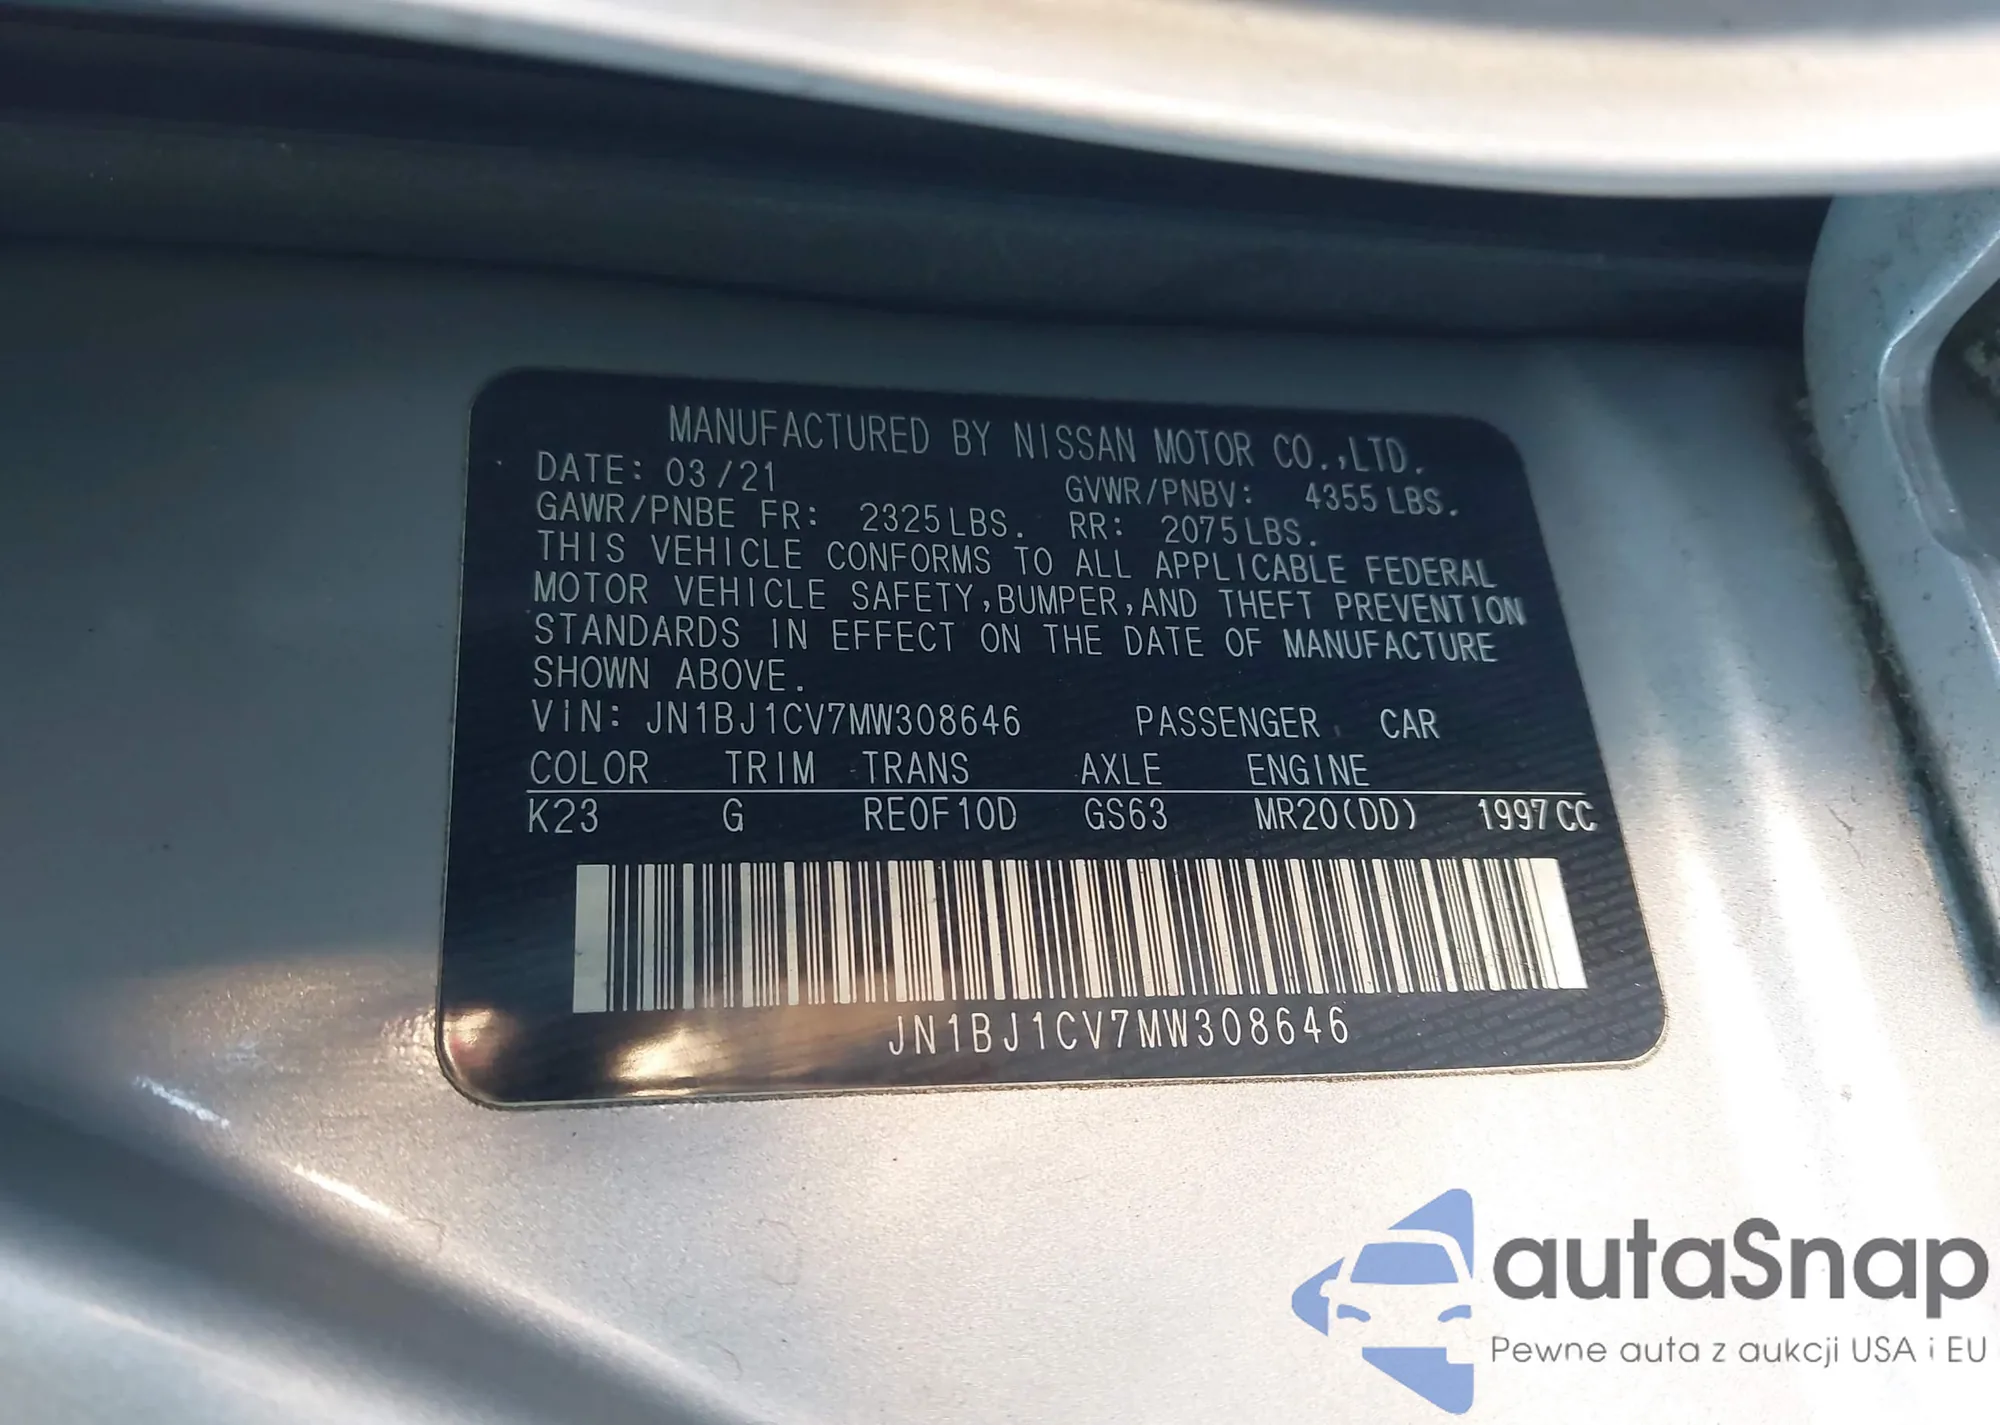 MANUFACTURED BY NISSAN MOTOR CO.,LTD.
DATE: 03/21 GVWR/PNBV: 4355 LBS.
GAWR/PNBE FR: 2325 LBS. RR: 2075 LBS.
THIS VEHICLE CONFORMS TO ALL APPLICABLE FEDERAL
MOTOR VEHICLE SAFETY,BUMPER,AND THEFT PREVENTION
STANDARDS IN EFFECT ON THE DATE OF MANUFACTURE
SHOWN ABOVE.
VIN: JN1BJ1CV7MW308646 PASSENGER CAR
COLOR TRIM TRANS AXLE ENGINE
K23 G RE0F10D GS63 MR20(DD) 1997 CC
JN1BJ1CV7MW308646
autaSnap
Pewne auta z aukcji USA i EU